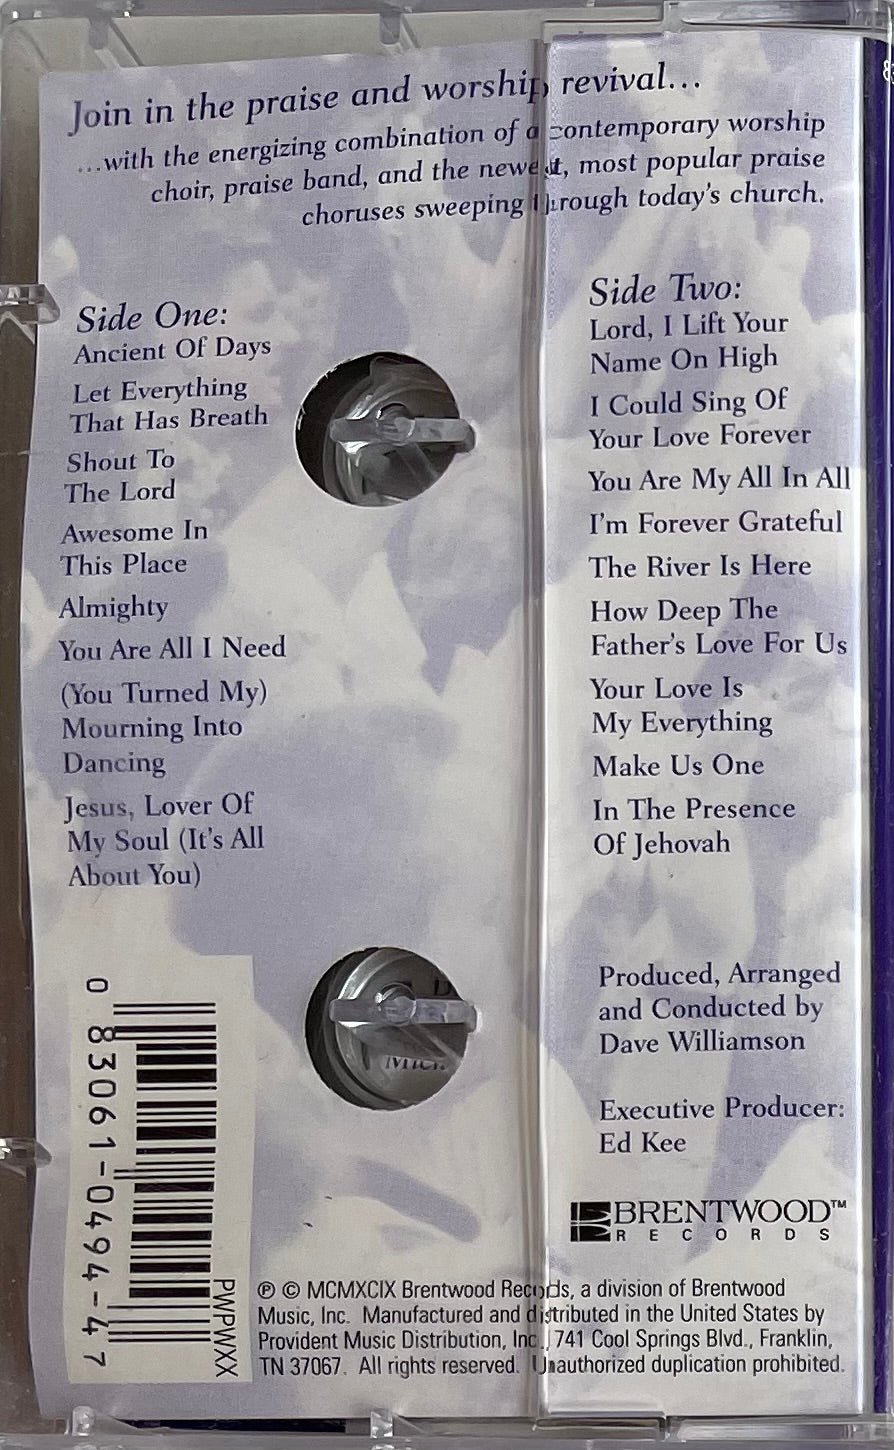 Join in the praise and worship revival...
...with the energizing combination of a contemporary worship
choir, praise band, and the newest, most popular praise
choruses sweeping through today's church.
Side One:
Ancient Of Days
Let Everything
That Has Breath
Shout To
The Lord
Awesome In
This Place
Almighty
You Are All I Need
(You Turned My)
Mourning Into
Dancing
Jesus, Lover Of
My Soul (It's All
About You)
Side Two:
Lord, I Lift Your
Name On High
I Could Sing Of
Your Love Forever
You Are My All In All
I'm Forever Grateful
The River Is Here
How Deep The
Father's Love For Us
Your Love Is
My Everything
Make Us One
In The Presence
Of Jehovah
Produced, Arranged
and Conducted by
Dave Williamson
Executive Producer:
Ed Kee
BRENTWOOD™
RECORDS
0 83061-0494-4 7
PWPWXX
℗ © MCMXCIX Brentwood Records, a division of Brentwood
Music, Inc. Manufactured and distributed in the United States by
Provident Music Distribution, Inc., 741 Cool Springs Blvd., Franklin,
TN 37067. All rights reserved. Unauthorized duplication prohibited.